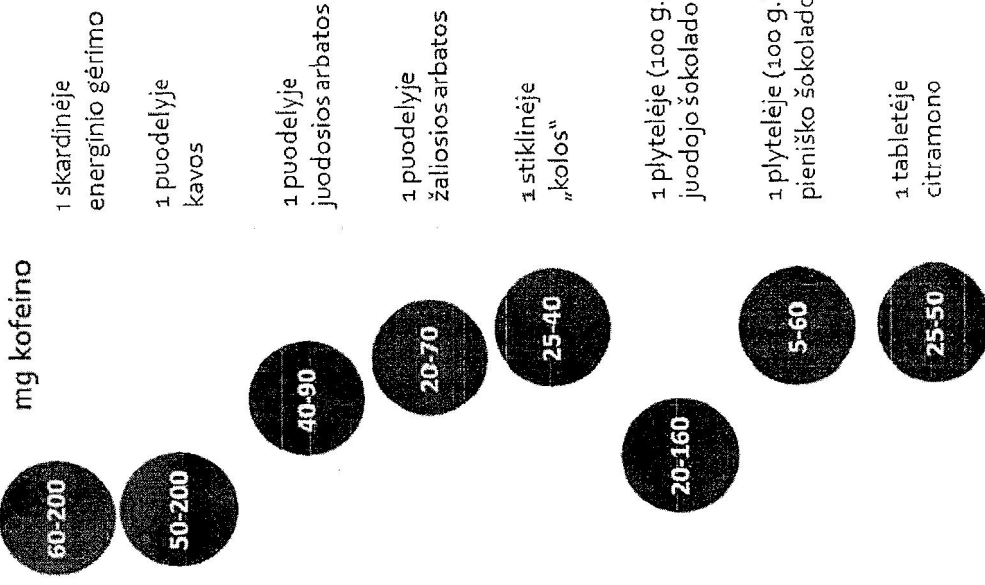 mg kofeino
60-200
1 skardinėje
energinio gėrimo
50-200
1 puodelyje
kavos
40-90
1 puodelyje
juodosios arbatos
20-70
1 puodelyje
žaliosios arbatos
25-40
1 stiklinėje
„kolos“
20-160
1 plytelėje (100 g.
juodojo šokolado
5-60
1 plytelėje (100 g.
pieniško šokolado
25-50
1 tabletėje
citramono